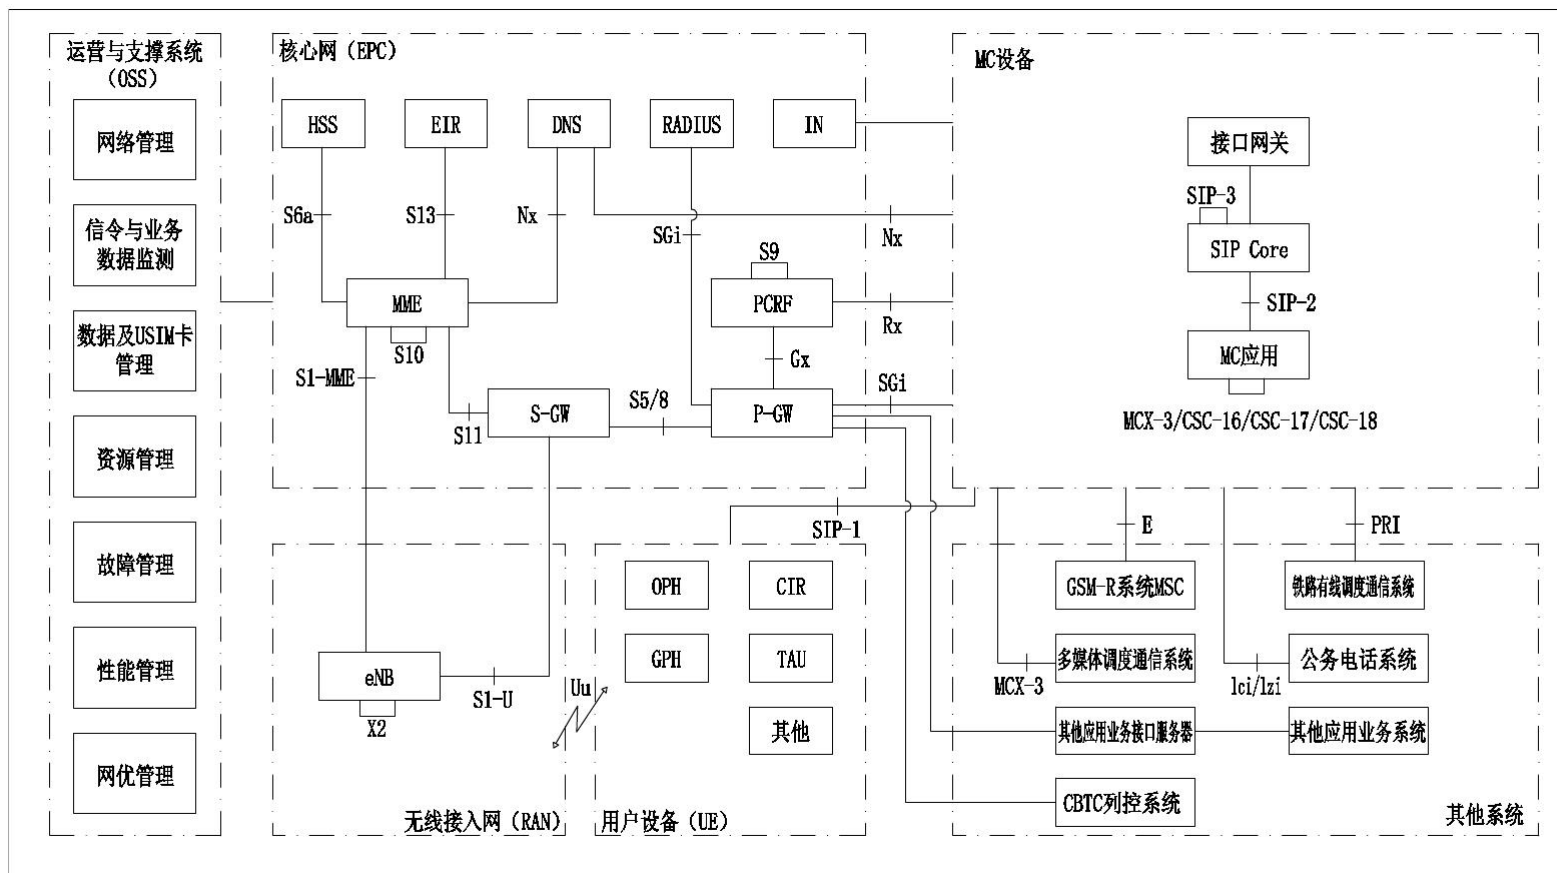 运营与支撑系统
（OSS）
网络管理
信令与业务
数据监测
数据及USIM卡
管理
资源管理
故障管理
性能管理
网优管理
核心网（EPC）
HSS
EIR
DNS
RADIUS
IN
S6a
S13
Nx
SGi
Nx
S9
MME
PCRF
S10
Rx
Gx
S1-MME
SGi
S-GW
S5/8
P-GW
S11
MC设备
接口网关
SIP-3
SIP Core
SIP-2
MC应用
MCX-3/CSC-16/CSC-17/CSC-18
SIP-1
E
PRI
eNB
X2
S1-U
Uu
无线接入网（RAN）
OPH
CIR
GPH
TAU
其他
用户设备（UE）
GSM-R系统MSC
铁路有线调度通信系统
多媒体调度通信系统
公务电话系统
MCX-3
lci/lzi
其他应用业务接口服务器
其他应用业务系统
CBTC列控系统
其他系统